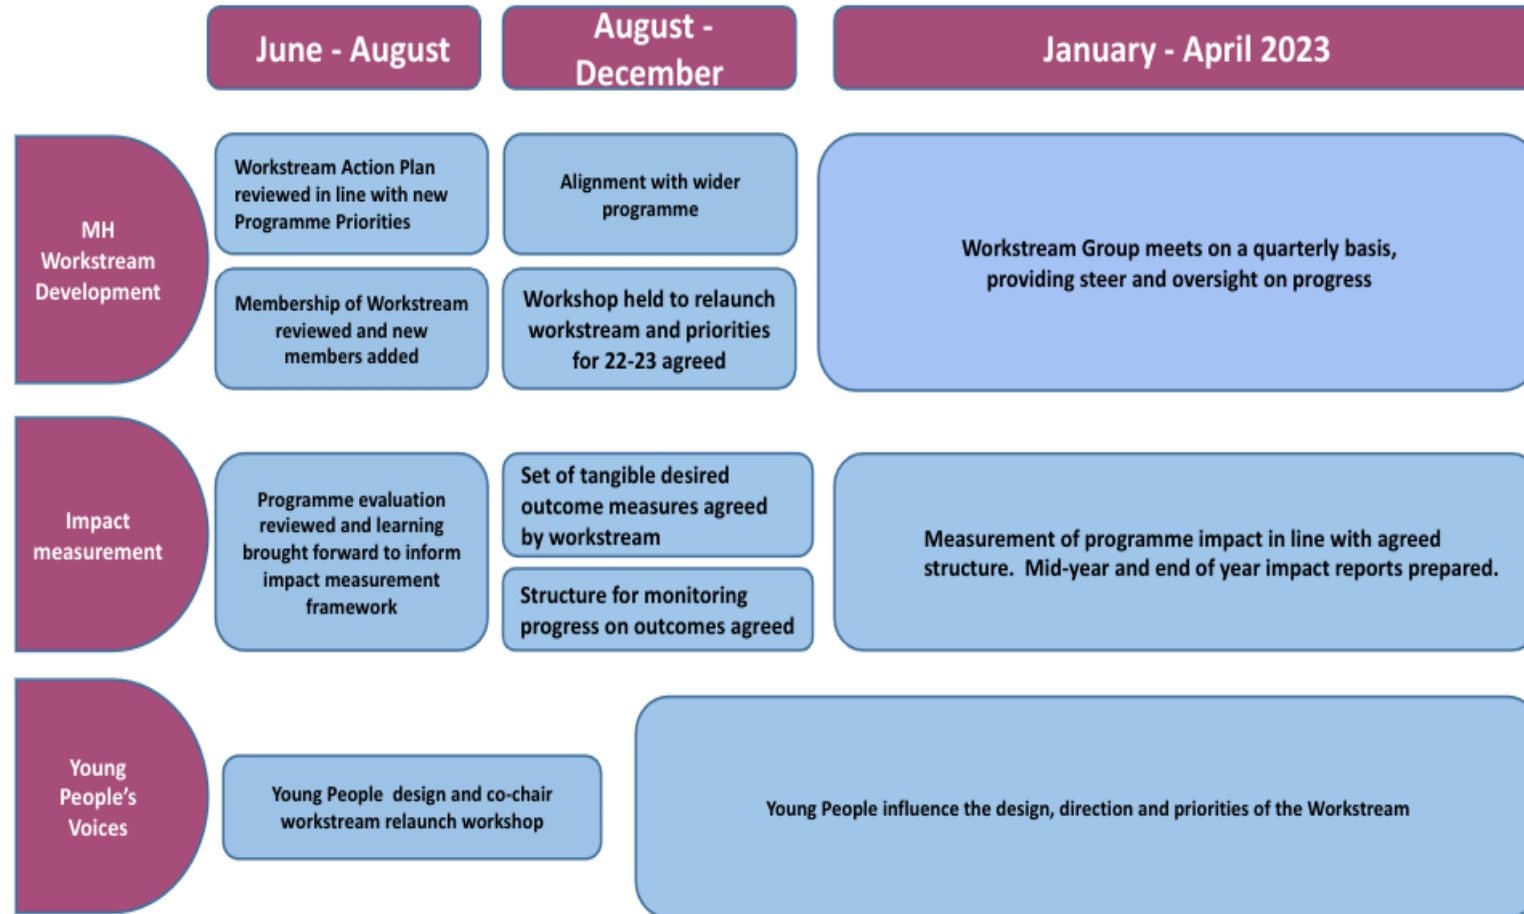 June - August
August -
December
January - April 2023
MH
Workstream
Development
Workstream Action Plan
reviewed in line with new
Programme Priorities
Alignment with wider
programme
Workstream Group meets on a quarterly basis,
providing steer and oversight on progress
Membership of Workstream
reviewed and new
members added
Workshop held to relaunch
workstream and priorities
for 22-23 agreed
Impact
measurement
Programme evaluation
reviewed and learning
brought forward to inform
impact measurement
framework
Set of tangible desired
outcome measures agreed
by workstream
Structure for monitoring
progress on outcomes agreed
Measurement of programme impact in line with agreed
structure.  Mid-year and end of year impact reports prepared.
Young
People’s
Voices
Young People  design and co-chair
workstream relaunch workshop
Young People influence the design, direction and priorities of the Workstream